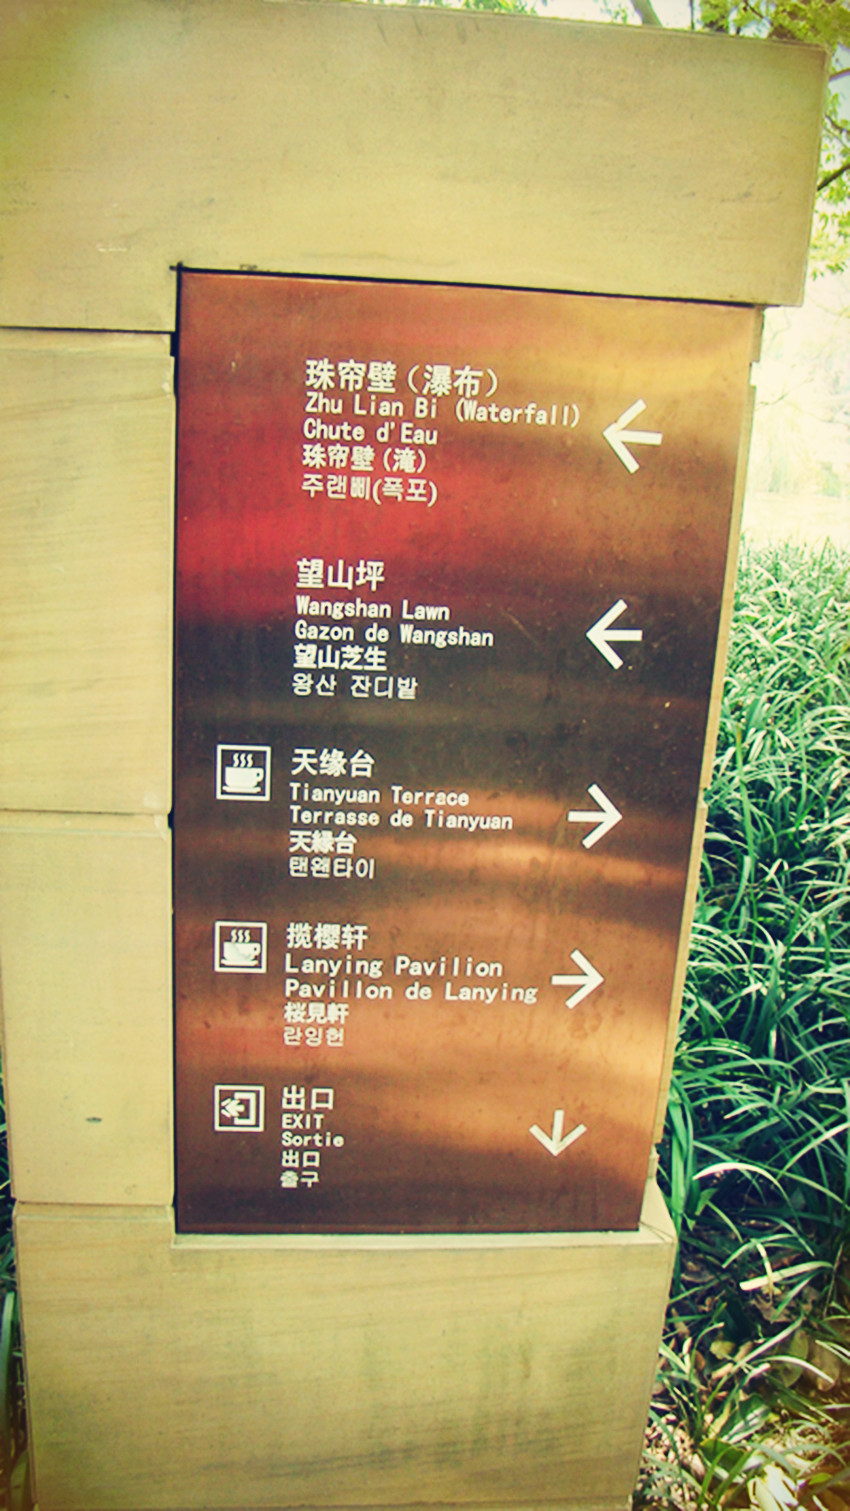 珠帘壁（瀑布）
Zhu Lian Bi (Waterfall)
Chute d'Eau
珠帘壁（滝）
주랜삐(폭포)
望山坪
Wangshan Lawn
Gazon de Wangshan
望山芝生
왕산 잔디밭
天缘台
Tianyuan Terrace
Terrasse de Tianyuan
天縁台
탠왠타이
揽樱轩
Lanying Pavilion
Pavillon de Lanying
桜見軒
란잉헌
出口
EXIT
Sortie
出口
출구